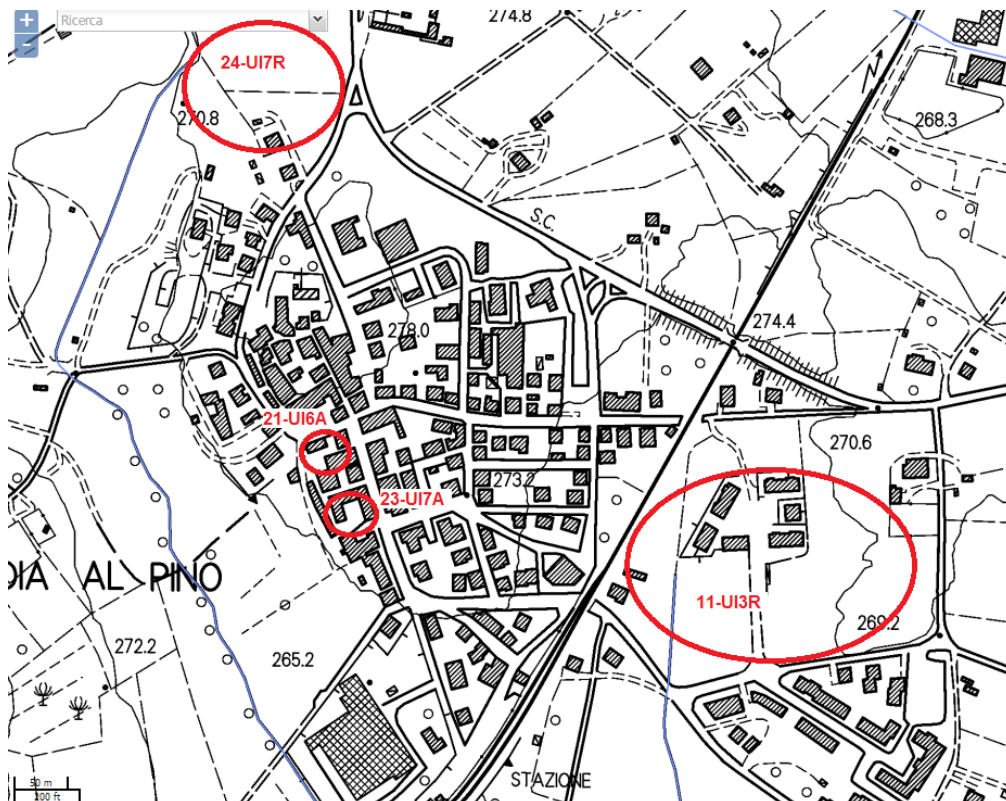 +
-
Ricerca
274.8
24-UI7R
N
270.8
268.3
S.C.
278.0
274.4
21-UI6A
270.6
273.2
23-UI7A
DIA AL PINO
11-UI3R
269.2
272.2
265.2
50 m
200 ft
STAZIONE